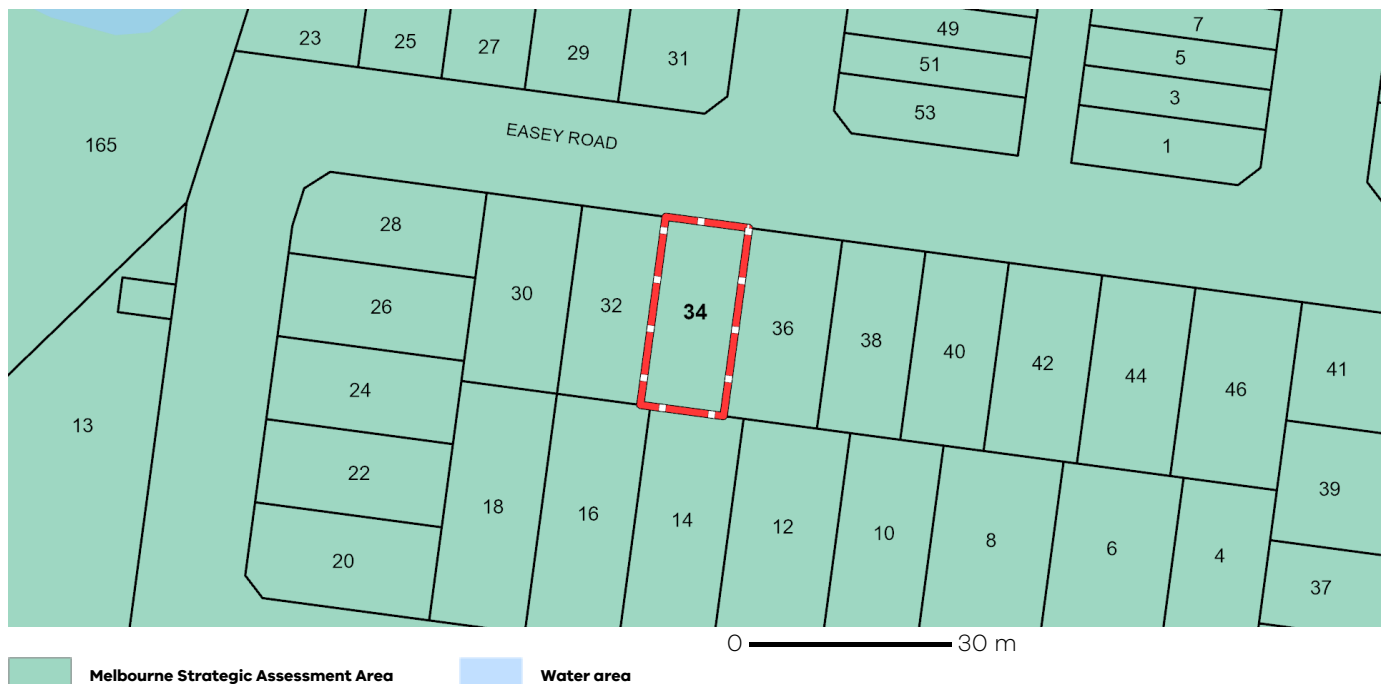 23 25 27 29 31 49 7
51 5
53 3
165 EASEY ROAD 1
28
30 32 34 36
26 38 40 42 44 46 41
24
13 22 18 16 14 12 10 8 6 4 39
20 37
0 30 m
Melbourne Strategic Assessment Area Water area